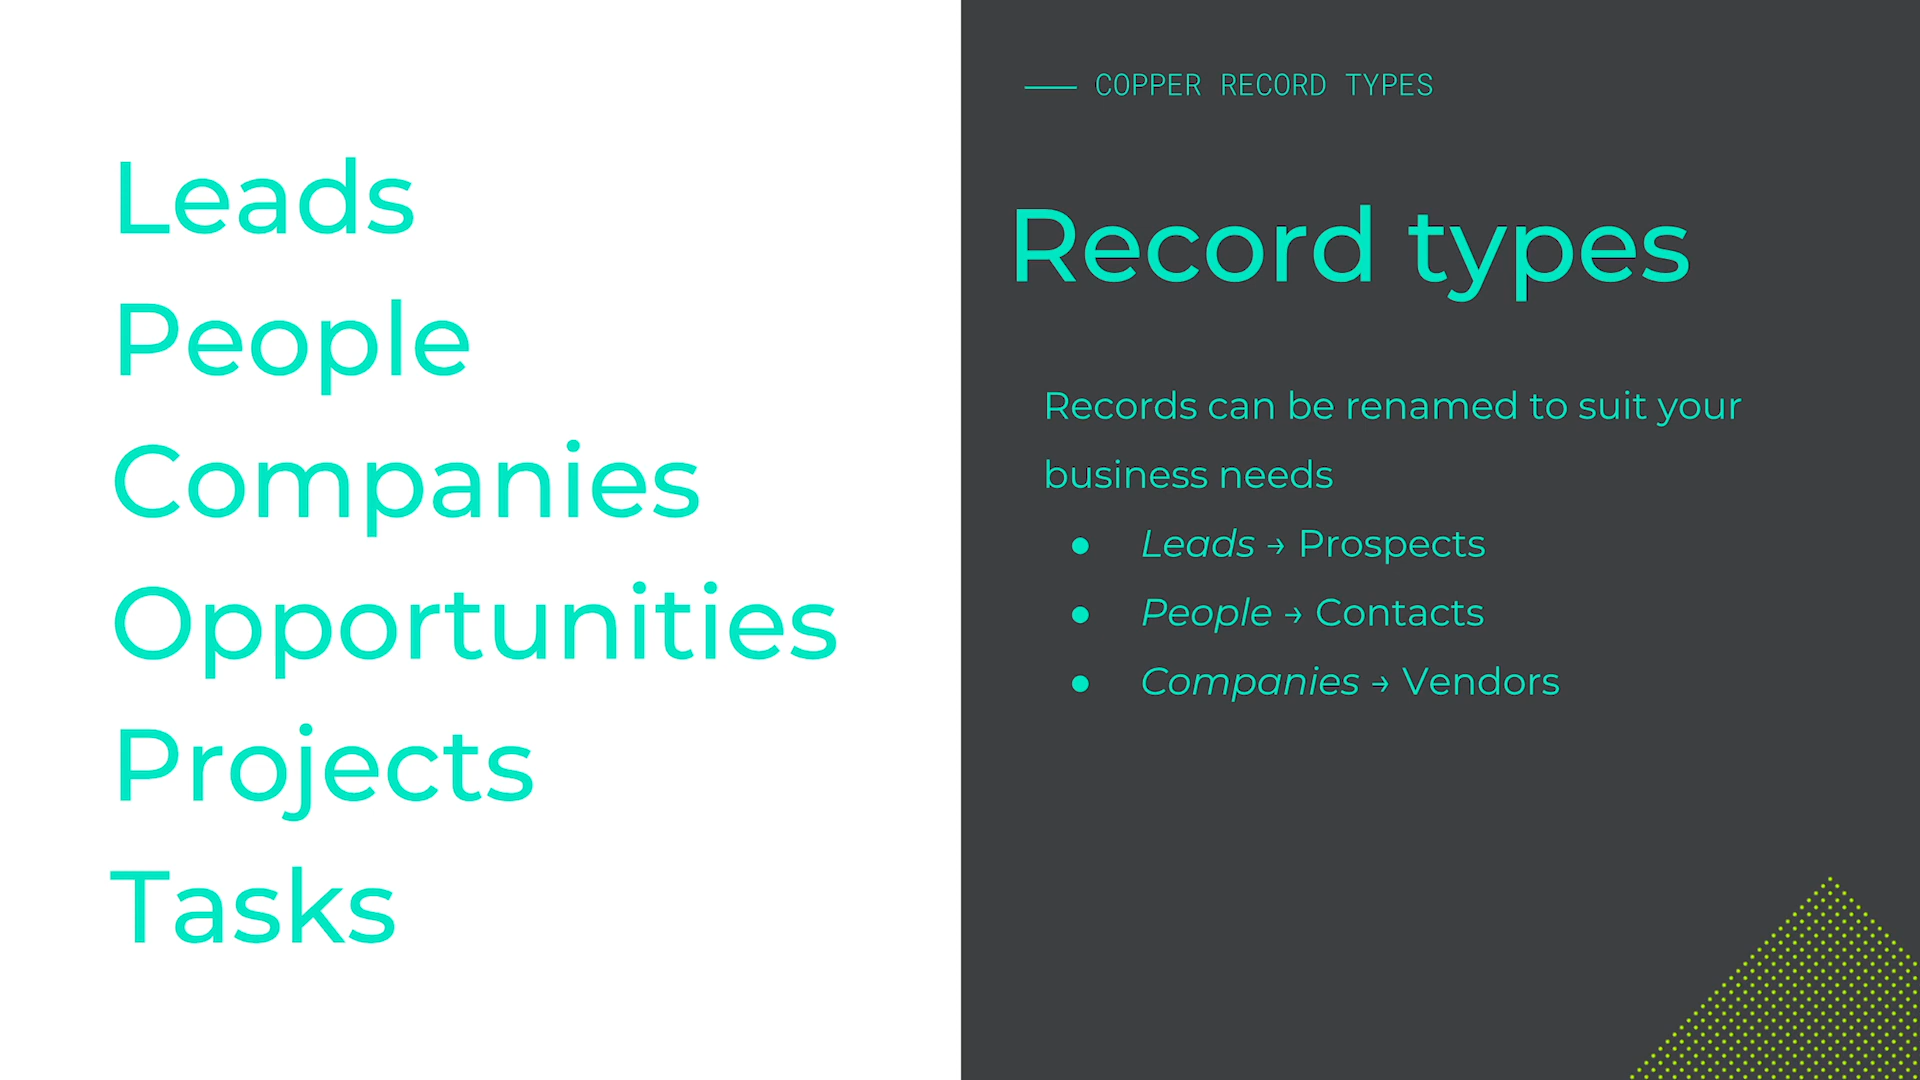 Leads
People
Companies
Opportunities
Projects
Tasks
COPPER RECORD TYPES
Record types
Records can be renamed to suit your
business needs
● Leads → Prospects
● People → Contacts
● Companies → Vendors